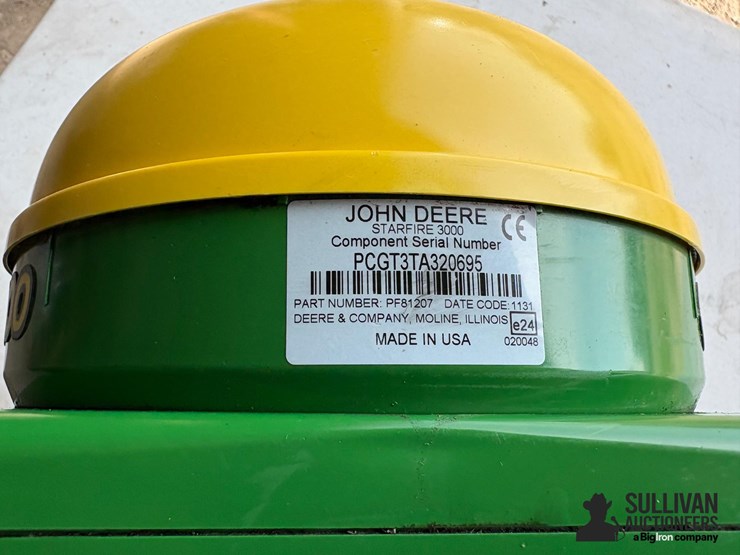 JOHN DEERE
STARFIRE 3000
Component Serial Number
CE
PCGT3TA320695
PART NUMBER: PF81207 DATE CODE: 1131
DEERE & COMPANY, MOLINE, ILLINOIS e24
MADE IN USA 020048
SULLIVAN
AUCTIONEERS
a BigIron company